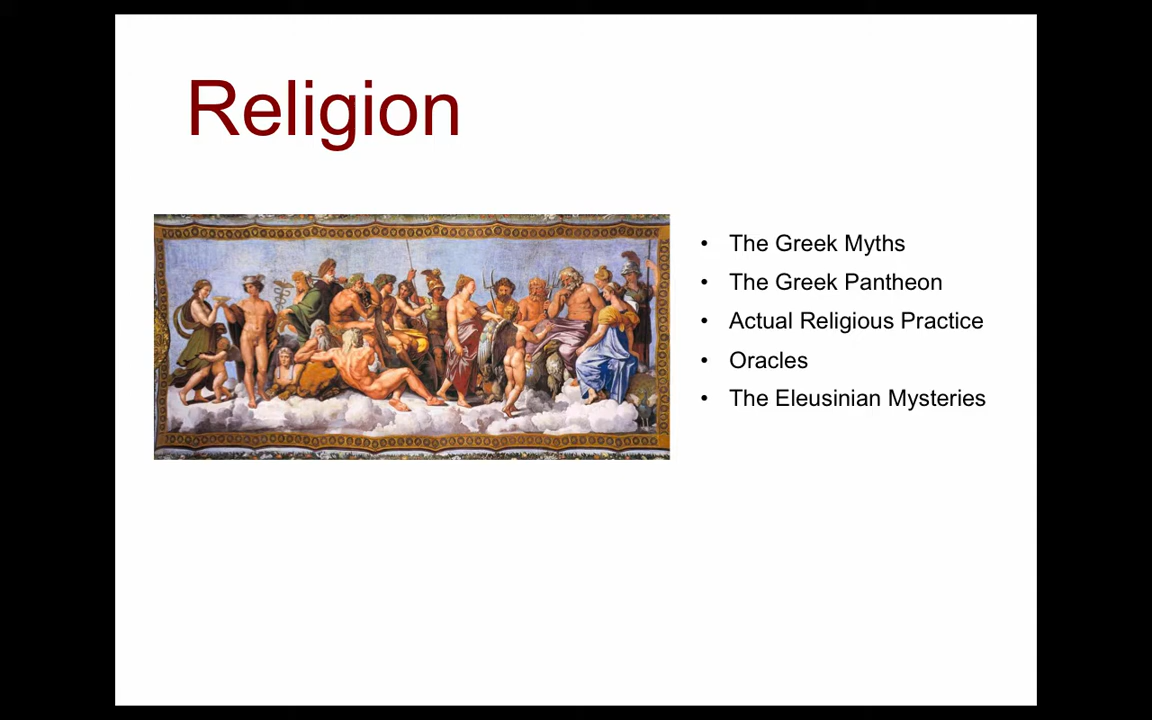 Religion
• The Greek Myths
• The Greek Pantheon
• Actual Religious Practice
• Oracles
• The Eleusinian Mysteries